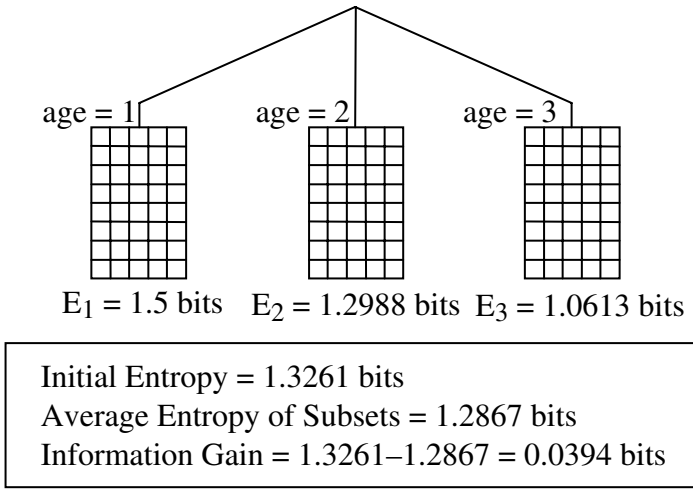 age = 1 age = 2 age = 3
E1 = 1.5 bits E2 = 1.2988 bits E3 = 1.0613 bits
Initial Entropy = 1.3261 bits
Average Entropy of Subsets = 1.2867 bits
Information Gain = 1.3261–1.2867 = 0.0394 bits